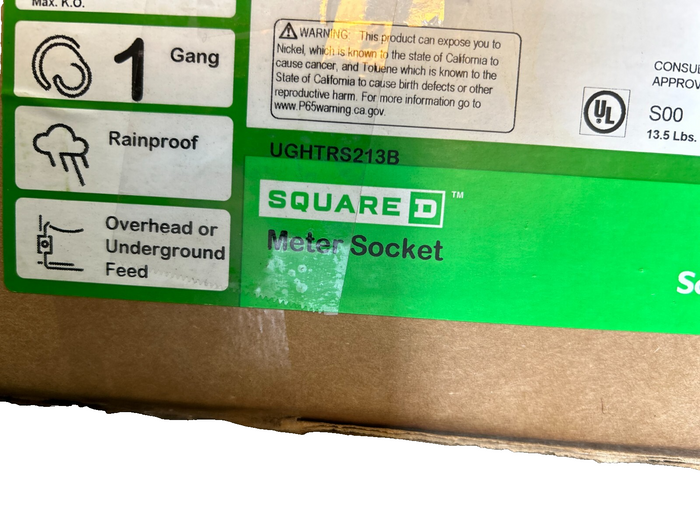 Max. K.O.
1 Gang
Rainproof
Overhead or
Underground
Feed
WARNING: This product can expose you to
Nickel, which is known to the state of California to
cause cancer, and Toluene which is known to the
State of California to cause birth defects or other
reproductive harm. For more information go to
www.P65warning.ca.gov.
UL
S00
13.5 Lbs.
UGHTRS213B
SQUARE D ™
Meter Socket